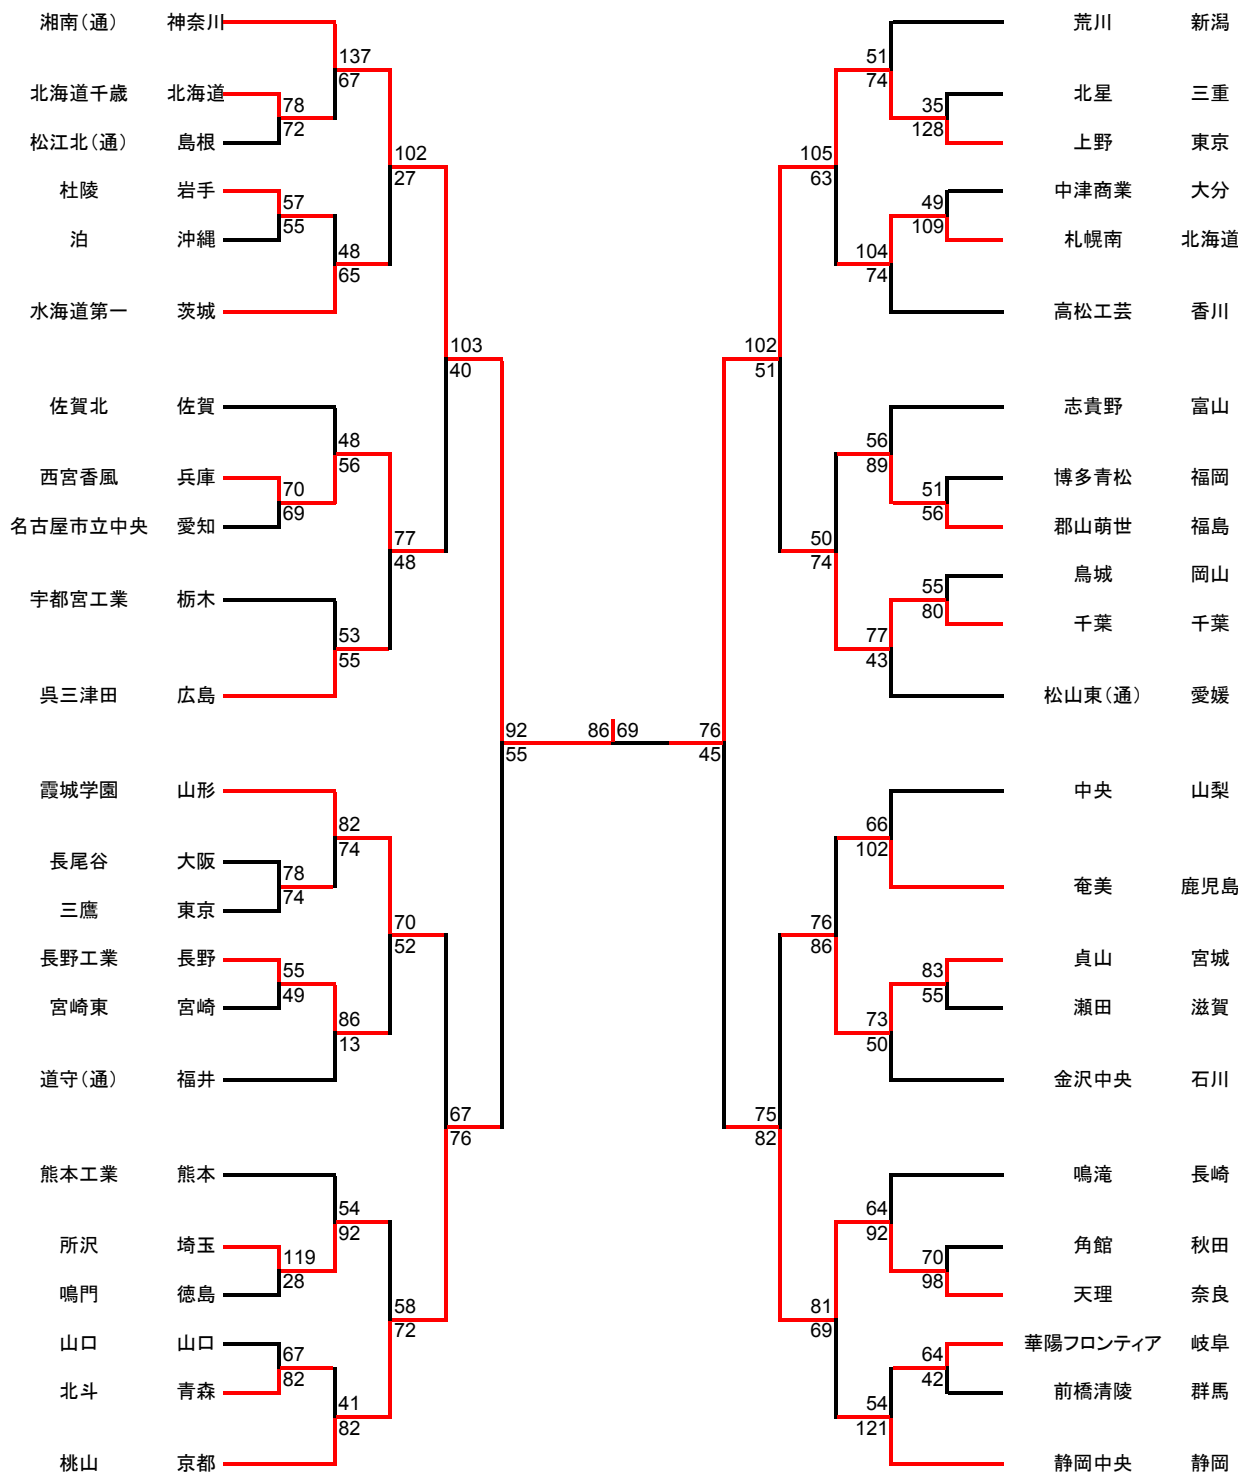 湘南（通） 神奈川
137
67
北海道千歳 北海道
78
72
松江北（通） 島根
102
27
杜陵 岩手
57
55
泊 沖縄
48
65
水海道第一 茨城
103
40
佐賀北 佐賀
48
56
西宮香風 兵庫
70
69
名古屋市立中央 愛知
77
48
宇都宮工業 栃木
53
55
呉三津田 広島
92
55
霞城学園 山形
82
74
長尾谷 大阪
78
74
三鷹 東京
70
52
長野工業 長野
55
49
宮崎東 宮崎
86
13
道守（通） 福井
67
76
熊本工業 熊本
54
92
所沢 埼玉
119
28
鳴門 徳島
58
72
山口 山口
67
82
北斗 青森
41
82
桃山 京都
86 69
荒川 新潟
51
74
北星 三重
35
128
上野 東京
105
63
中津商業 大分
49
109
札幌南 北海道
104
74
高松工芸 香川
102
51
志貴野 富山
56
89
博多青松 福岡
51
56
郡山萌世 福島
50
74
烏城 岡山
55
80
千葉 千葉
77
43
松山東（通） 愛媛
76
45
中央 山梨
66
102
奄美 鹿児島
76
86
貞山 宮城
83
55
瀬田 滋賀
73
50
金沢中央 石川
75
82
鳴滝 長崎
64
92
角館 秋田
70
98
天理 奈良
81
69
華陽フロンティア 岐阜
64
42
前橋清陵 群馬
54
121
静岡中央 静岡